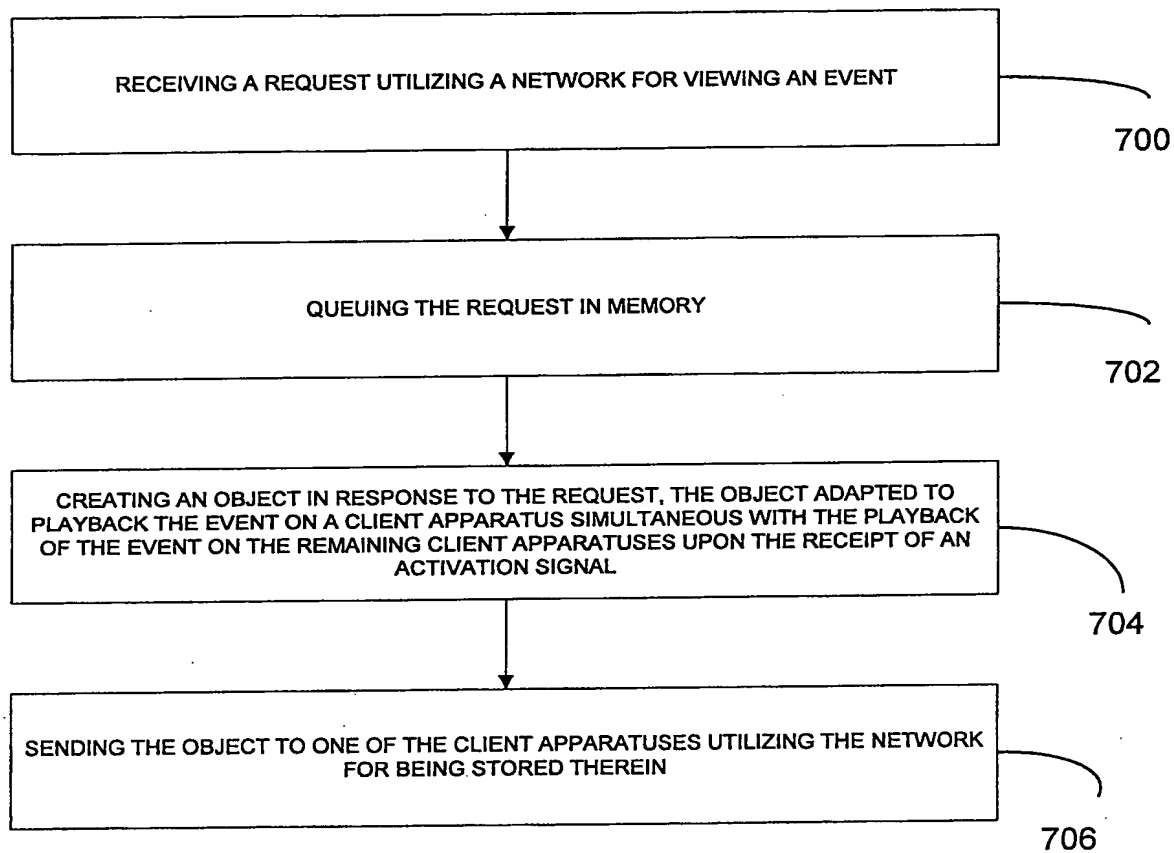 RECEIVING A REQUEST UTILIZING A NETWORK FOR VIEWING AN EVENT
700
QUEUING THE REQUEST IN MEMORY
702
CREATING AN OBJECT IN RESPONSE TO THE REQUEST, THE OBJECT ADAPTED TO
PLAYBACK THE EVENT ON A CLIENT APPARATUS SIMULTANEOUS WITH THE PLAYBACK
OF THE EVENT ON THE REMAINING CLIENT APPARATUSES UPON THE RECEIPT OF AN
ACTIVATION SIGNAL
704
SENDING THE OBJECT TO ONE OF THE CLIENT APPARATUSES UTILIZING THE NETWORK
FOR BEING STORED THEREIN
706